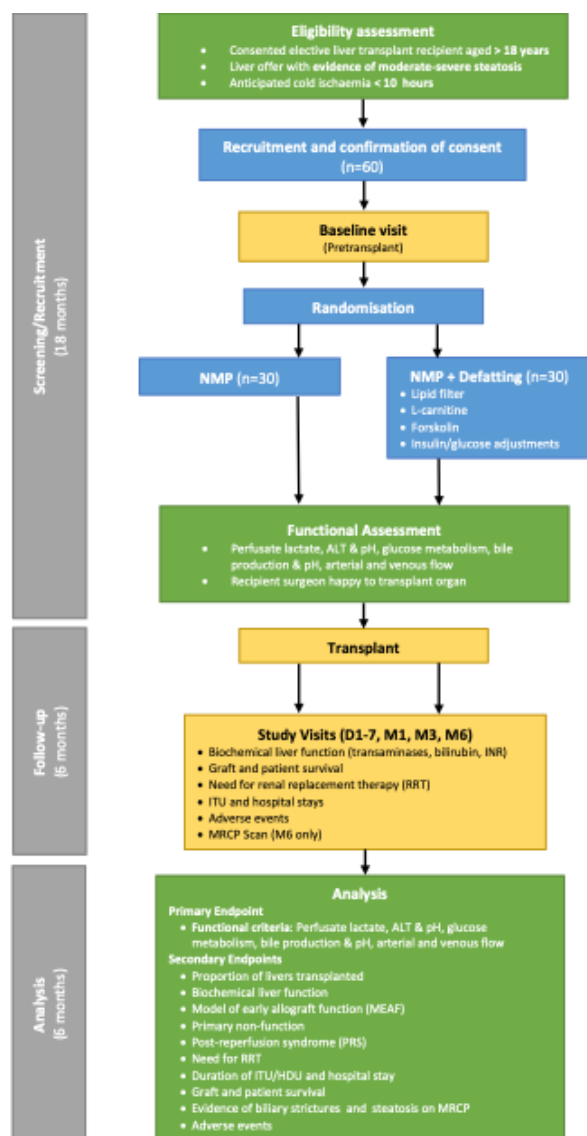 Eligibility assessment
• Consented elective liver transplant recipient aged > 18 years
• Liver offer with evidence of moderate-severe steatosis
• Anticipated cold ischaemia < 10 hours
Recruitment and confirmation of consent
(n=60)
Baseline visit
(Pretransplant)
Randomisation
NMP (n=30)
NMP + Defatting (n=30)
• Lipid filter
• L-carnitine
• Forskolin
• Insulin/glucose adjustments
Functional Assessment
• Perfusate lactate, ALT & pH, glucose metabolism, bile
production & pH, arterial and venous flow
• Recipient surgeon happy to transplant organ
Screening/Recruitment
(18 months)
Transplant
Study Visits (D1-7, M1, M3, M6)
• Biochemical liver function (transaminases, bilirubin, INR)
• Graft and patient survival
• Need for renal replacement therapy (RRT)
• ITU and hospital stays
• Adverse events
• MRCP Scan (M6 only)
Follow-up
(6 months)
Analysis
Primary Endpoint
• Functional criteria: Perfusate lactate, ALT & pH, glucose
metabolism, bile production & pH, arterial and venous flow
Secondary Endpoints
• Proportion of livers transplanted
• Biochemical liver function
• Model of early allograft function (MEAF)
• Primary non-function
• Post-reperfusion syndrome (PRS)
• Need for RRT
• Duration of ITU/HDU and hospital stay
• Graft and patient survival
• Evidence of biliary strictures and steatosis on MRCP
• Adverse events
Analysis
(6 months)